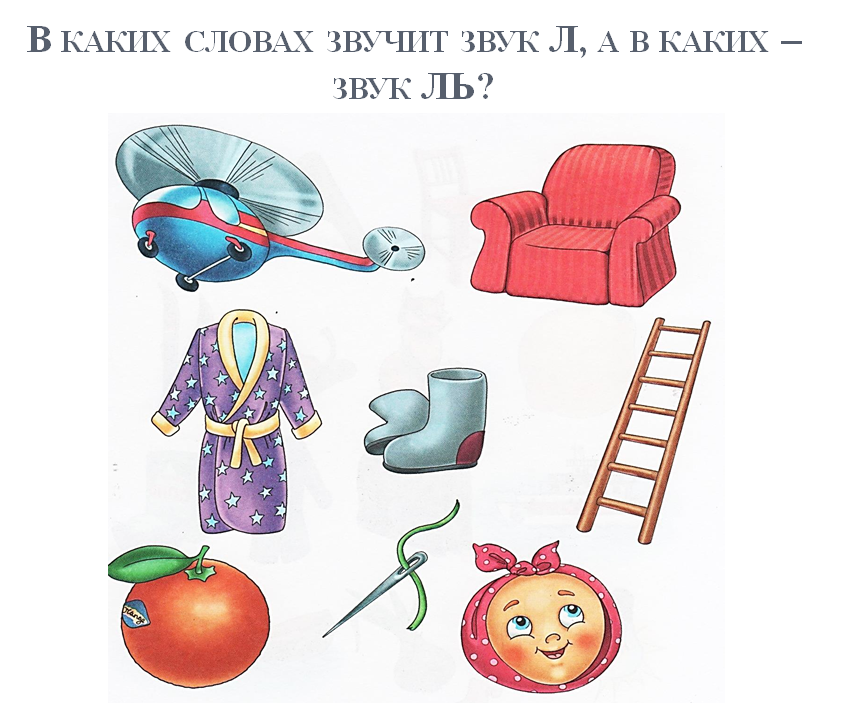 В КАКИХ СЛОВАХ ЗВУЧИТ ЗВУК Л, А В КАКИХ –
ЗВУК ЛЬ?